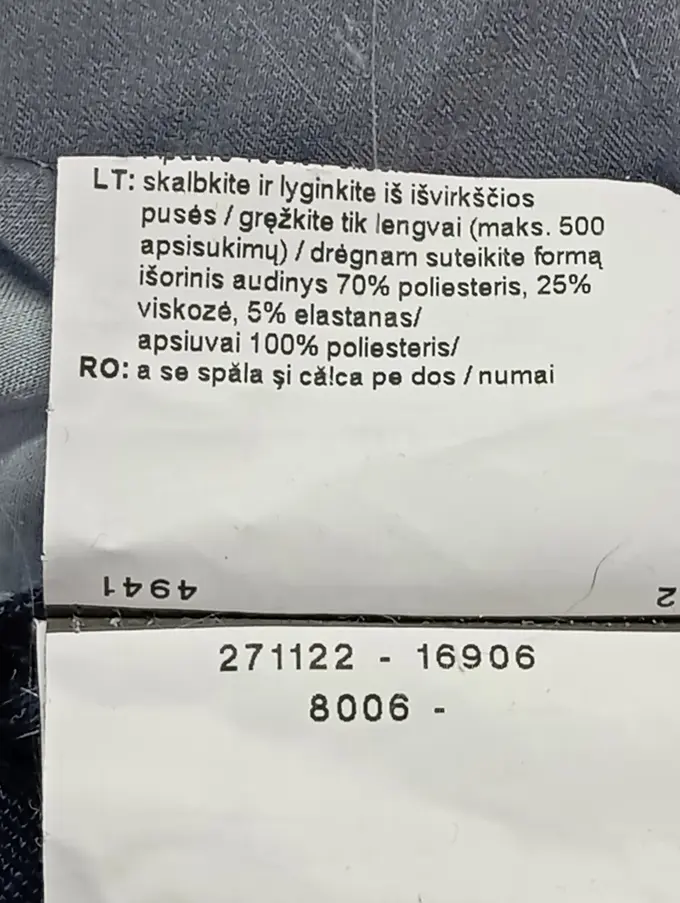 LT: skalbkite ir lyginkite iš išvirkščios
pusės / gręžkite tik lengvai (maks. 500
apsisukimų) / drėgnam suteikite formą
išorinis audinys 70% poliesteris, 25%
viskozė, 5% elastanas/
apsiuvai 100% poliesteris/
RO: a se spăla şi călca pe dos / numai
4941
2
271122 - 16906
8006 -